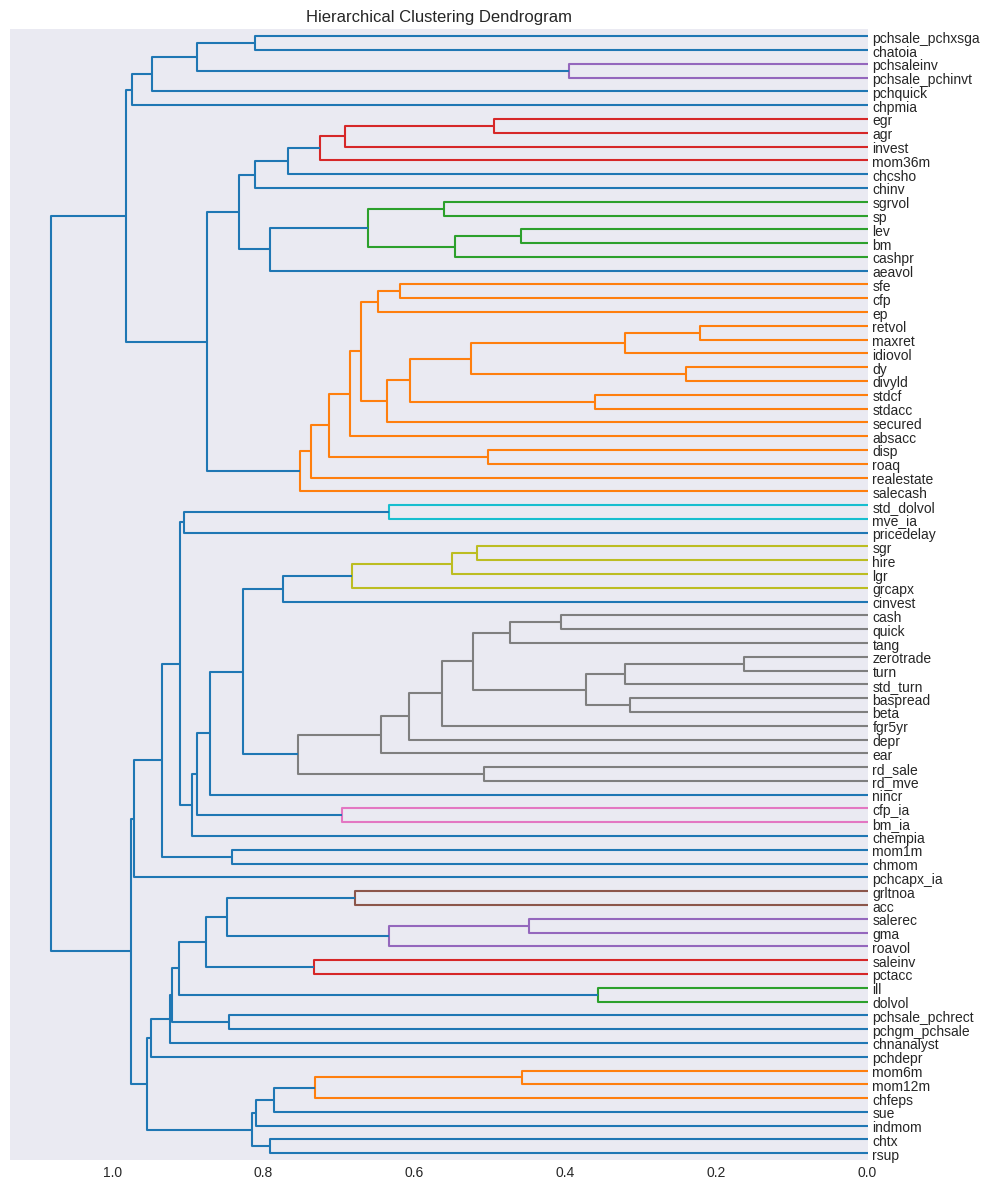 Hierarchical Clustering Dendrogram
pchsale_pchxsga
chatoia
pchsaleinv
pchsale_pchinvt
pchquick
chpmia
egr
agr
invest
mom36m
chcsho
chinv
sgrvol
sp
lev
bm
cashpr
aeavol
sfe
cfp
ep
retvol
maxret
idiovol
dy
divyld
stdcf
stdacc
secured
absacc
disp
roaq
realestate
salecash
std_dolvol
mve_ia
pricedelay
sgr
hire
lgr
grcapx
cinvest
cash
quick
tang
zerotrade
turn
std_turn
baspread
beta
fgr5yr
depr
ear
rd_sale
rd_mve
nincr
cfp_ia
bm_ia
chempia
mom1m
chmom
pchcapx_ia
grltnoa
acc
salerec
gma
roavol
saleinv
pctacc
ill
dolvol
pchsale_pchrect
pchgm_pchsale
chnanalyst
pchdepr
mom6m
mom12m
chfeps
sue
indmom
chtx
rsup
1.0 0.8 0.6 0.4 0.2 0.0